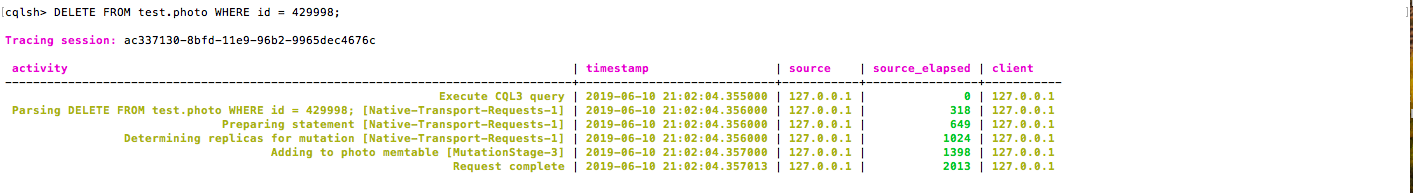 [cqlsh> DELETE FROM test.photo WHERE id = 429998; ]
Tracing session: ac337130-8bfd-11e9-96b2-9965dec4676c
activity | timestamp | source | source_elapsed | client
Execute CQL3 query | 2019-06-10 21:02:04.355000 | 127.0.0.1 | 0 | 127.0.0.1
Parsing DELETE FROM test.photo WHERE id = 429998; [Native-Transport-Requests-1] | 2019-06-10 21:02:04.356000 | 127.0.0.1 | 318 | 127.0.0.1
Preparing statement [Native-Transport-Requests-1] | 2019-06-10 21:02:04.356000 | 127.0.0.1 | 649 | 127.0.0.1
Determining replicas for mutation [Native-Transport-Requests-1] | 2019-06-10 21:02:04.356000 | 127.0.0.1 | 1024 | 127.0.0.1
Adding to photo memtable [MutationStage-3] | 2019-06-10 21:02:04.357000 | 127.0.0.1 | 1398 | 127.0.0.1
Request complete | 2019-06-10 21:02:04.357013 | 127.0.0.1 | 2013 | 127.0.0.1